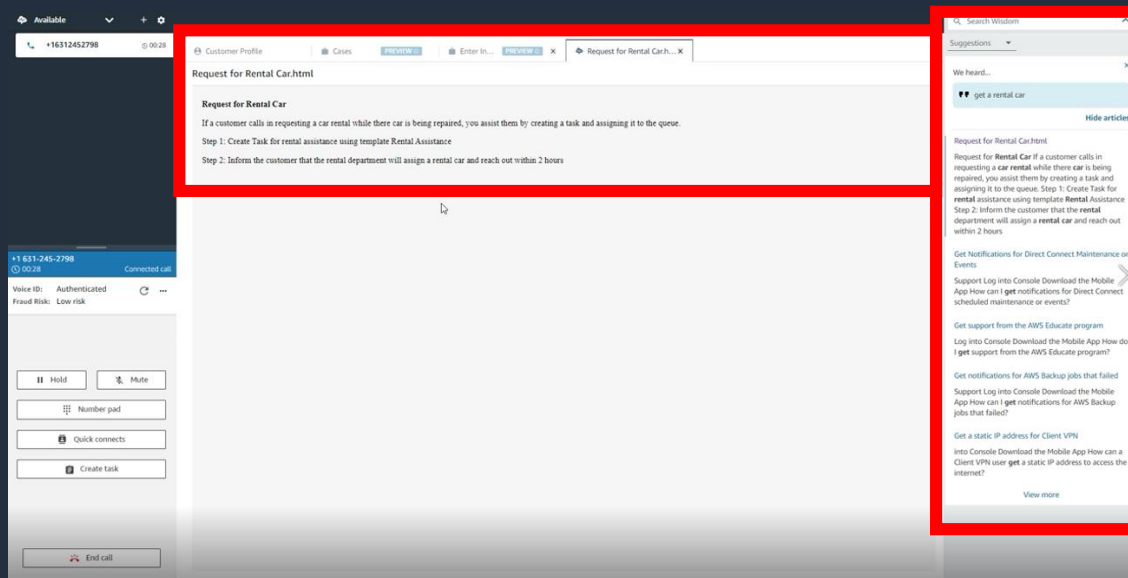 Available
+16312452798
00:28
Customer Profile
Cases
PREVIEW
Enter In...
PREVIEW
Request for Rental Car.h...
Request for Rental Car.html
Request for Rental Car
If a customer calls in requesting a car rental while there car is being repaired, you assist them by creating a task and assigning it to the queue.
Step 1: Create Task for rental assistance using template Rental Assistance
Step 2: Inform the customer that the rental department will assign a rental car and reach out within 2 hours
+1 631-245-2798
00:28
Connected call
Voice ID: Authenticated
Fraud Risk: Low risk
Hold
Mute
Number pad
Quick connects
Create task
End call
Search Wisdom
Suggestions
We heard...
get a rental car
Hide articles
Request for Rental Car.html
Request for Rental Car If a customer calls in
requesting a car rental while there car is being
repaired, you assist them by creating a task and
assigning it to the queue. Step 1: Create Task for
rental assistance using template Rental Assistance
Step 2: Inform the customer that the rental
department will assign a rental car and reach out
within 2 hours
Get Notifications for Direct Connect Maintenance or
Events
Support Log into Console Download the Mobile
App How can I get notifications for Direct Connect
scheduled maintenance or events?
Get support from the AWS Educate program
Log into Console Download the Mobile App How do
I get support from the AWS Educate program?
Get notifications for AWS Backup jobs that failed
Support Log into Console Download the Mobile
App How can I get notifications for AWS Backup
jobs that failed?
Get a static IP address for Client VPN
into Console Download the Mobile App How can a
Client VPN user get a static IP address to access the
internet?
View more